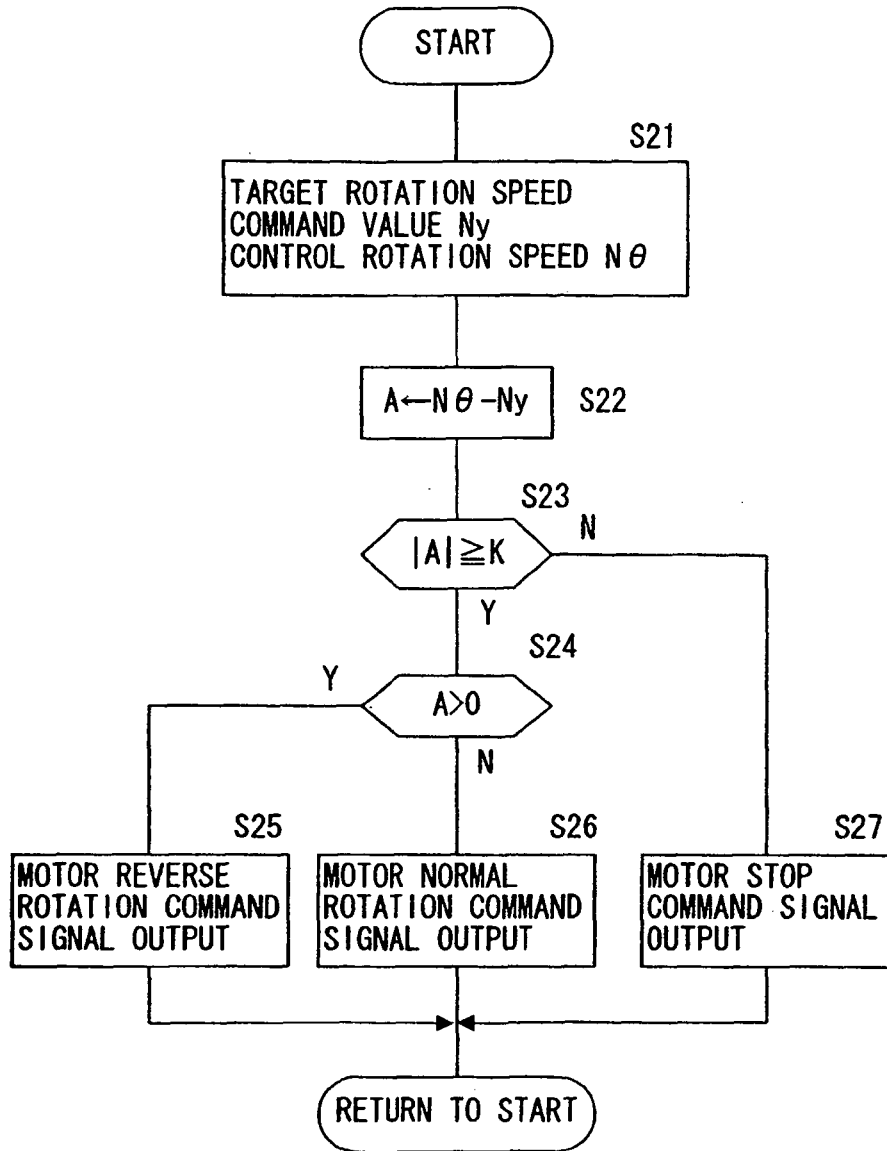 START
S21
TARGET ROTATION SPEED
COMMAND VALUE Ny
CONTROL ROTATION SPEED Nθ
A←Nθ-Ny
S22
S23
|A|≧K
N
Y
S24
Y
A>0
N
S25
MOTOR REVERSE
ROTATION COMMAND
SIGNAL OUTPUT
S26
MOTOR NORMAL
ROTATION COMMAND
SIGNAL OUTPUT
S27
MOTOR STOP
COMMAND SIGNAL
OUTPUT
RETURN TO START